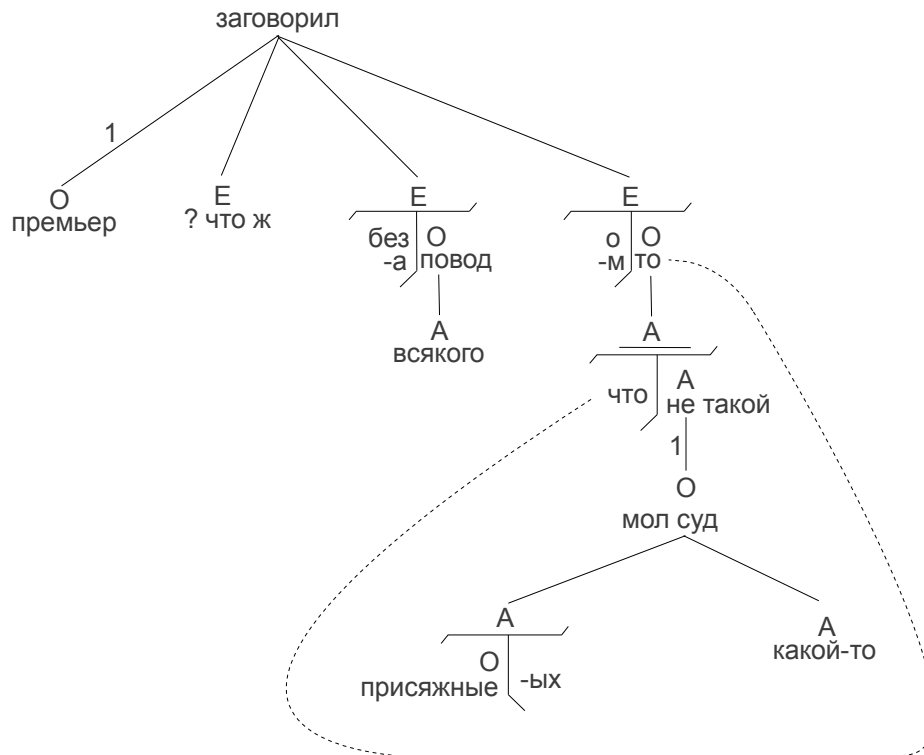 заговорил
1
О
премьер
Е
? что ж
Е
без О
-а повод
А
всякого
Е
о О
-м то
А
что А
не такой
1
О
мол суд
А
О
присяжные -ых
А
какой-то